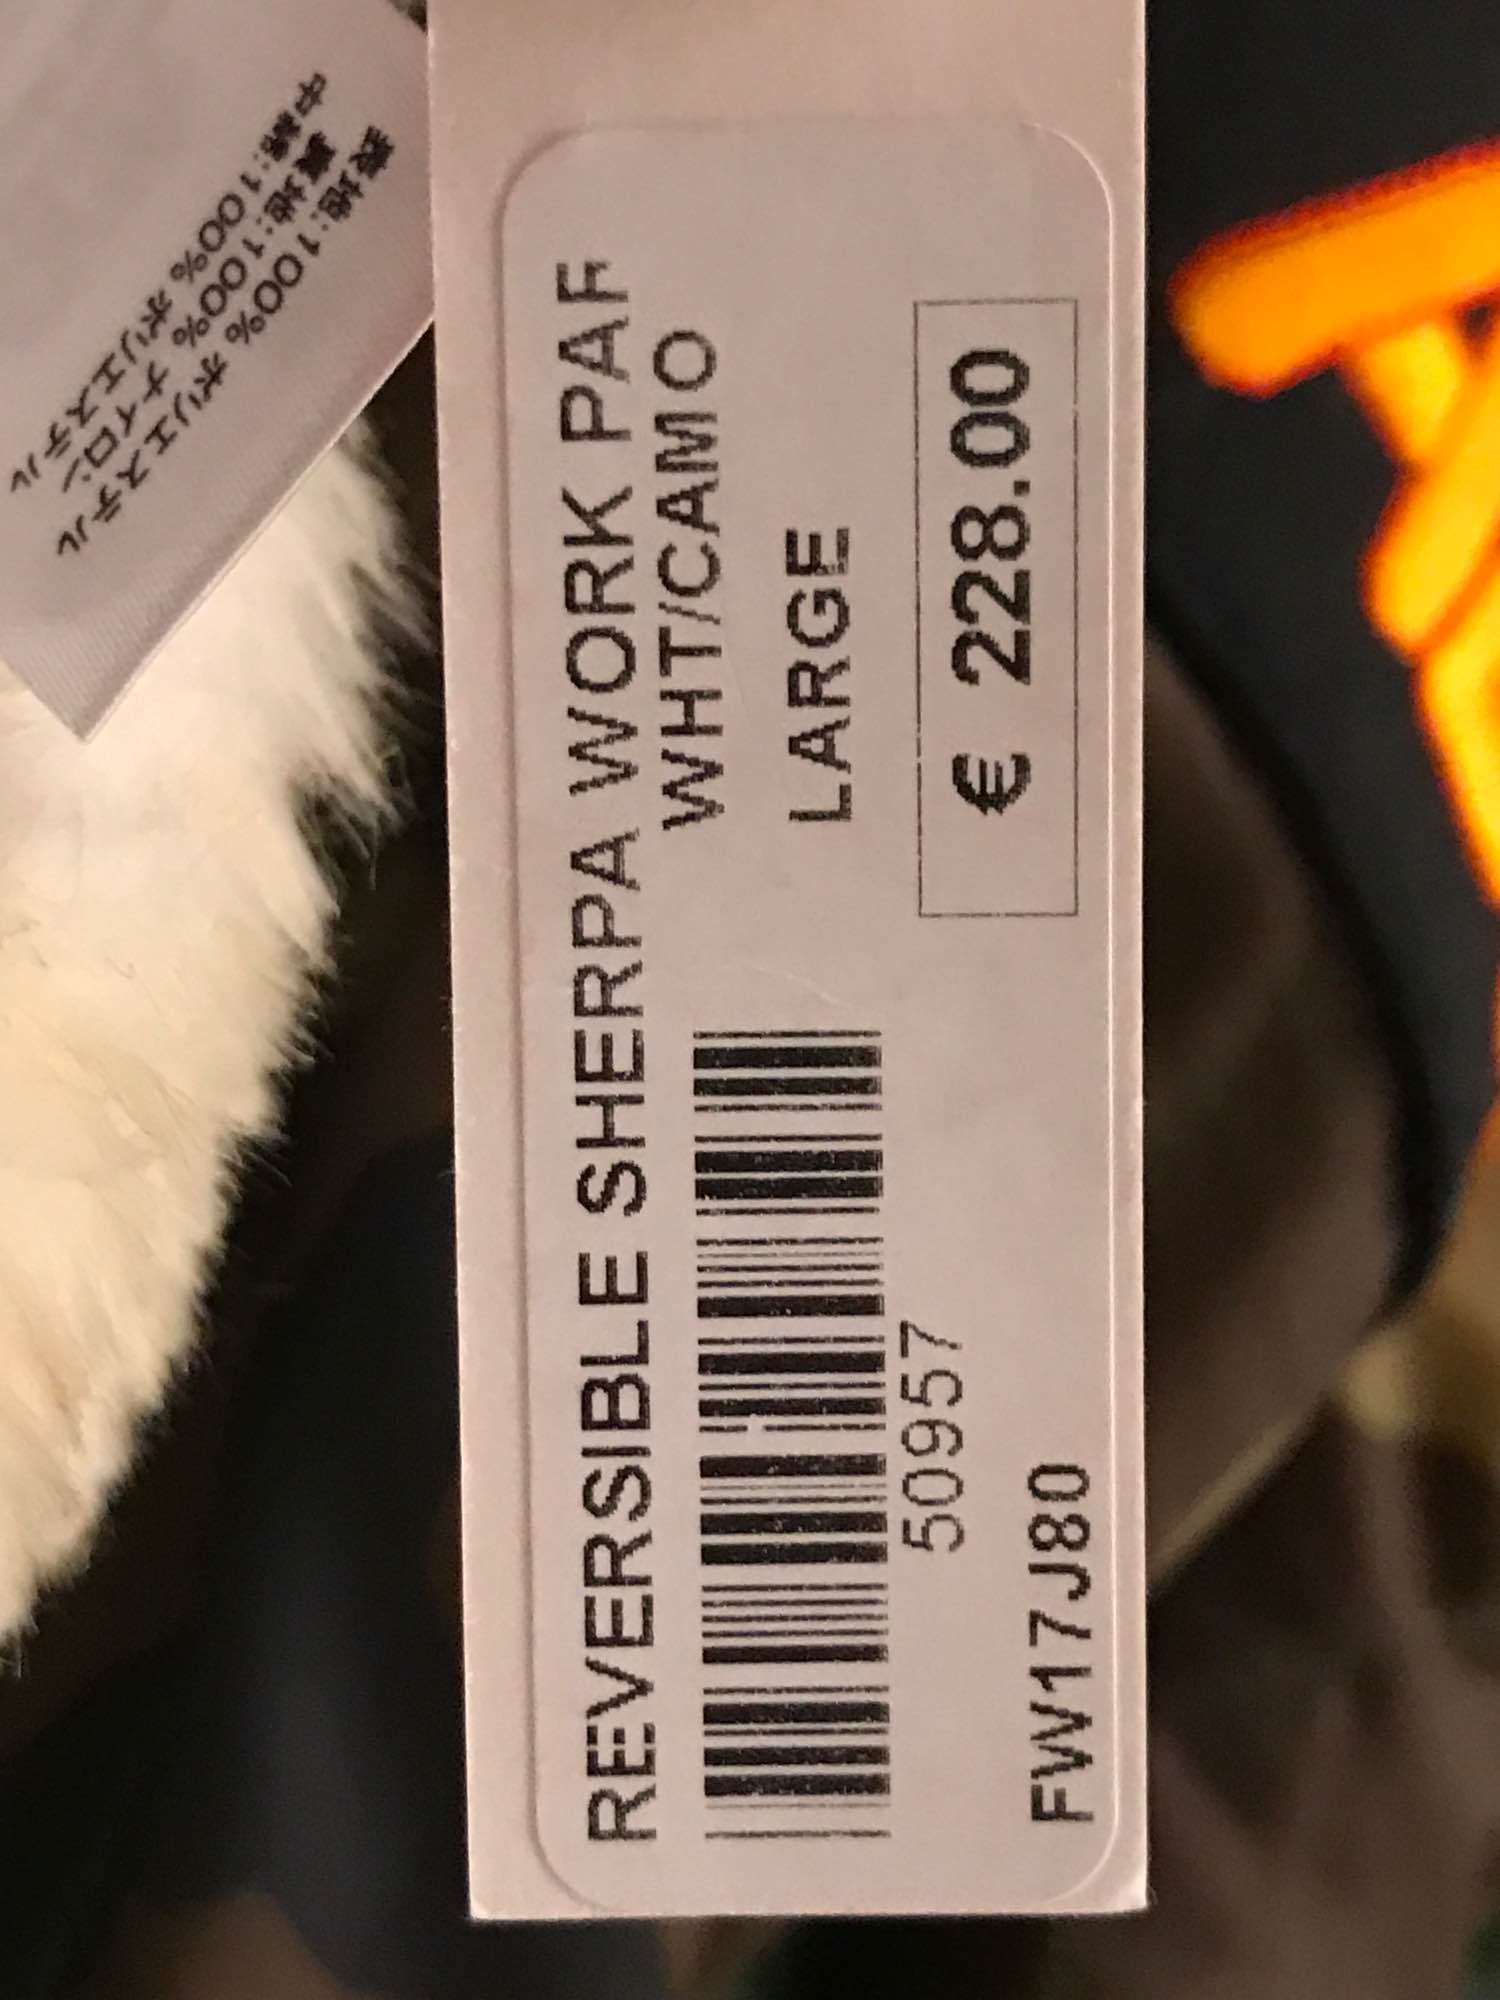 REVERSIBLE SHERPA WORK PAF
WHT/CAMO
LARGE
€ 228.00
50957
FW17J80
表地:100% ポリエステル
裏地:100% ナイロン
中綿:100% ポリエステル